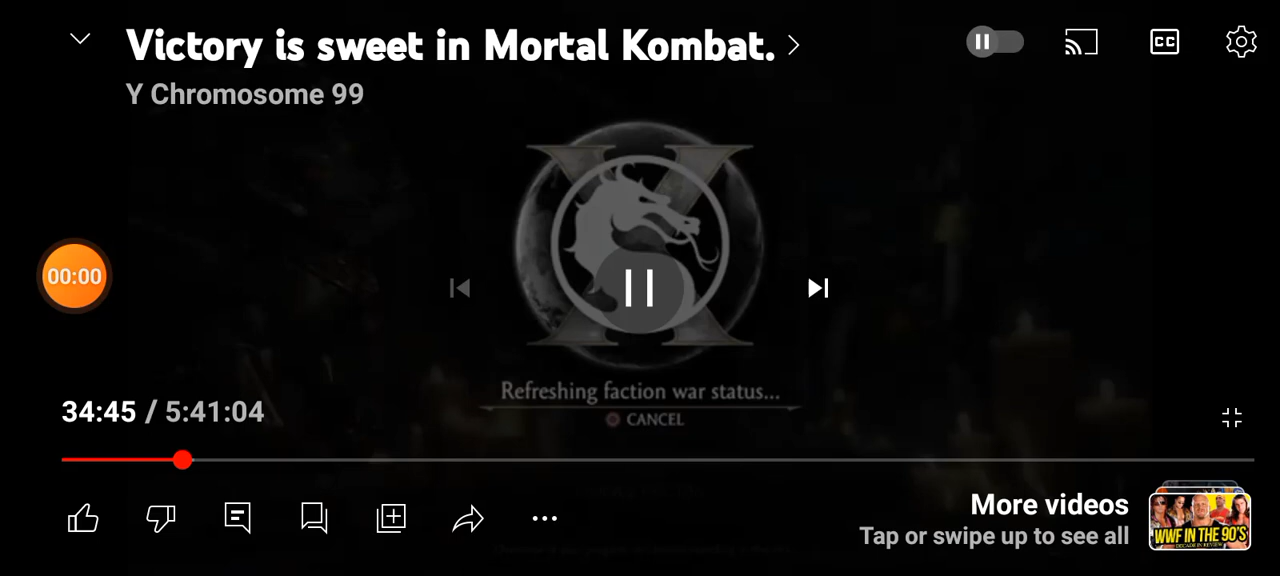 Victory is sweet in Mortal Kombat.
Y Chromosome 99
CC
00:00
Refreshing faction war status...
CANCEL
34:45 / 5:41:04
More videos
Tap or swipe up to see all
WWF IN THE 90'S